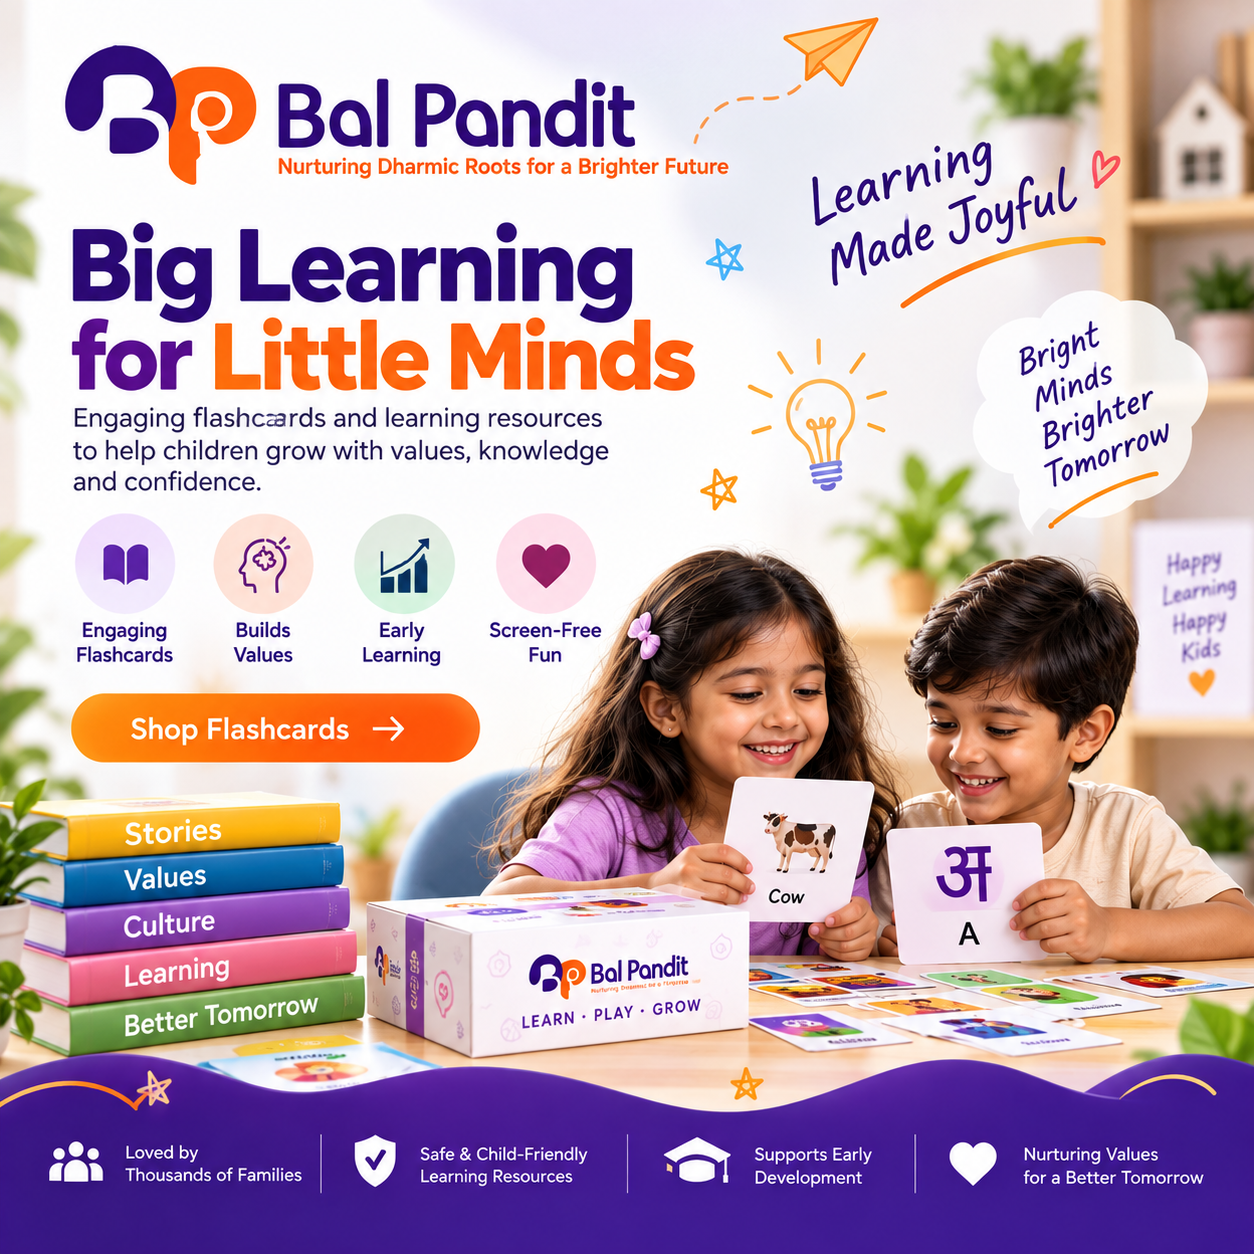 Bal Pandit
Nurturing Dharmic Roots for a Brighter Future
Learning
Made Joyful
Big Learning
for Little Minds
Engaging flashcards and learning resources
to help children grow with values, knowledge
and confidence.
Bright
Minds
Brighter
Tomorrow
Engaging
Flashcards
Builds
Values
Early
Learning
Screen-Free
Fun
Happy
Learning
Happy
Kids
Shop Flashcards
Stories
Values
Culture
Learning
Better Tomorrow
Cow
अ
A
Bal Pandit
LEARN · PLAY · GROW
Loved by
Thousands of Families
Safe & Child-Friendly
Learning Resources
Supports Early
Development
Nurturing Values
for a Better Tomorrow